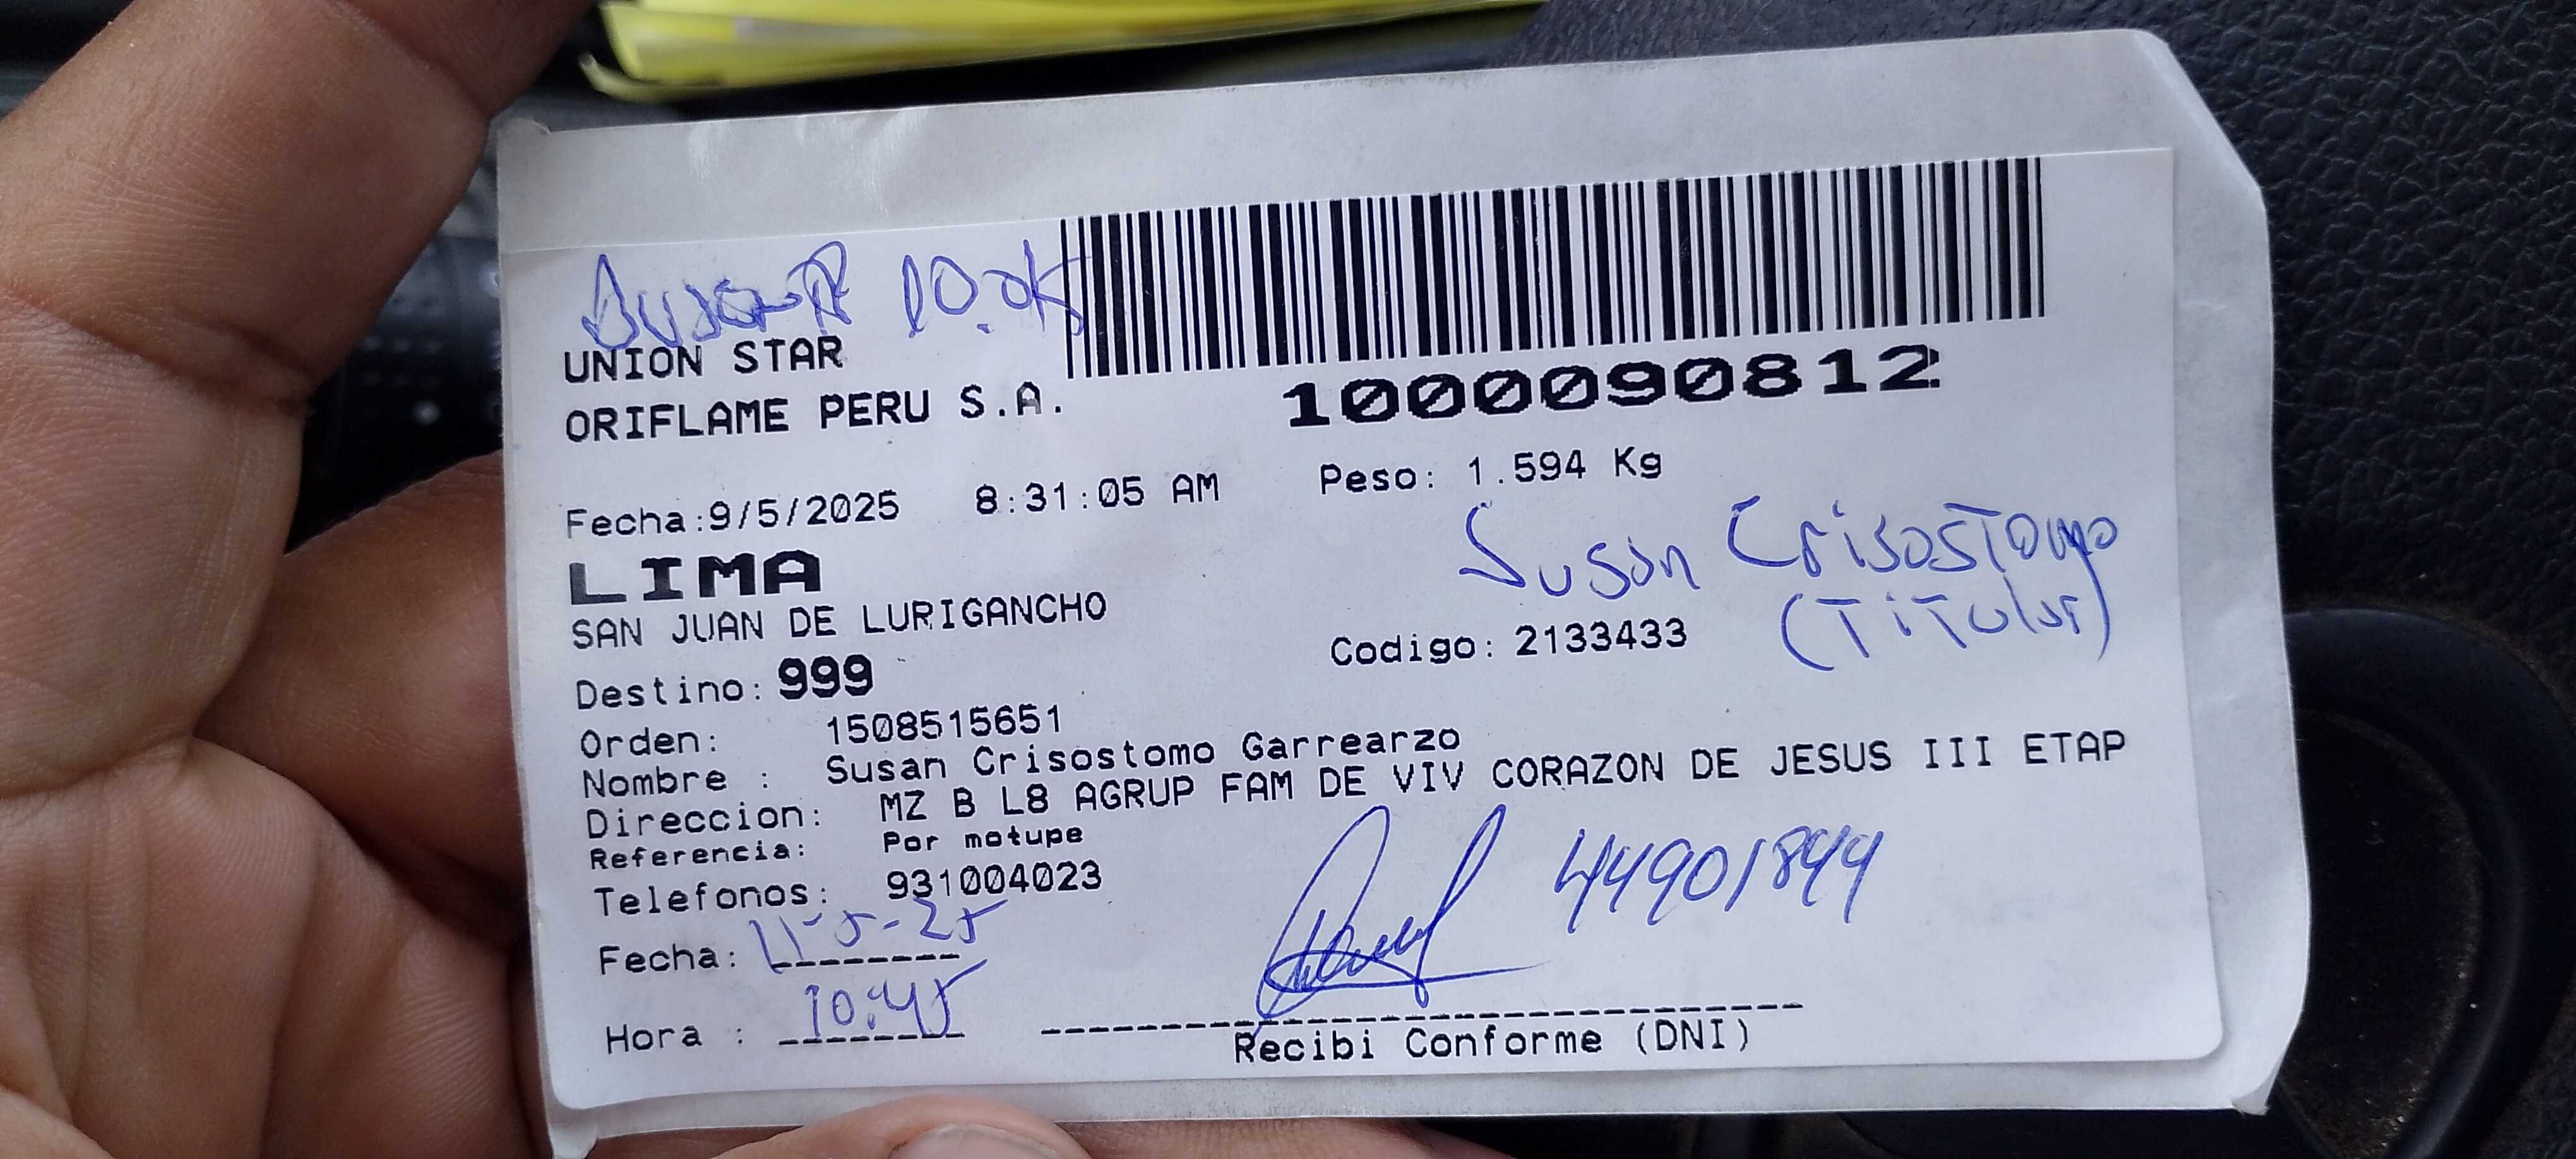 10.0K
UNION STAR
ORIFLAME PERU S.A.
1000090812
Fecha:9/5/2025 8:31:05 AM Peso: 1.594 Kg
LIMA
Susan Crisostomo
(Titular)
SAN JUAN DE LURIGANCHO
Codigo: 2133433
Destino: 999
Orden: 1508515651
Nombre : Susan Crisostomo Garrearzo
Direccion: MZ B L8 AGRUP FAM DE VIV CORAZON DE JESUS III ETAP
Referencia: Por motupe
Telefonos: 931004023
44901844
Fecha: 11-5-25
Hora : 10:45
Recibi Conforme (DNI)